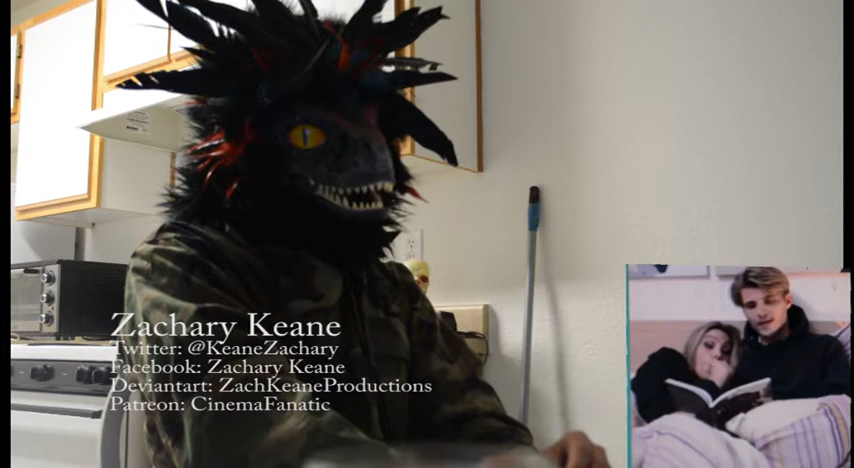 Zachary Keane
Twitter: @KeaneZachary
Facebook: Zachary Keane
Deviantart: ZachKeaneProductions
Patreon: CinemaFanatic